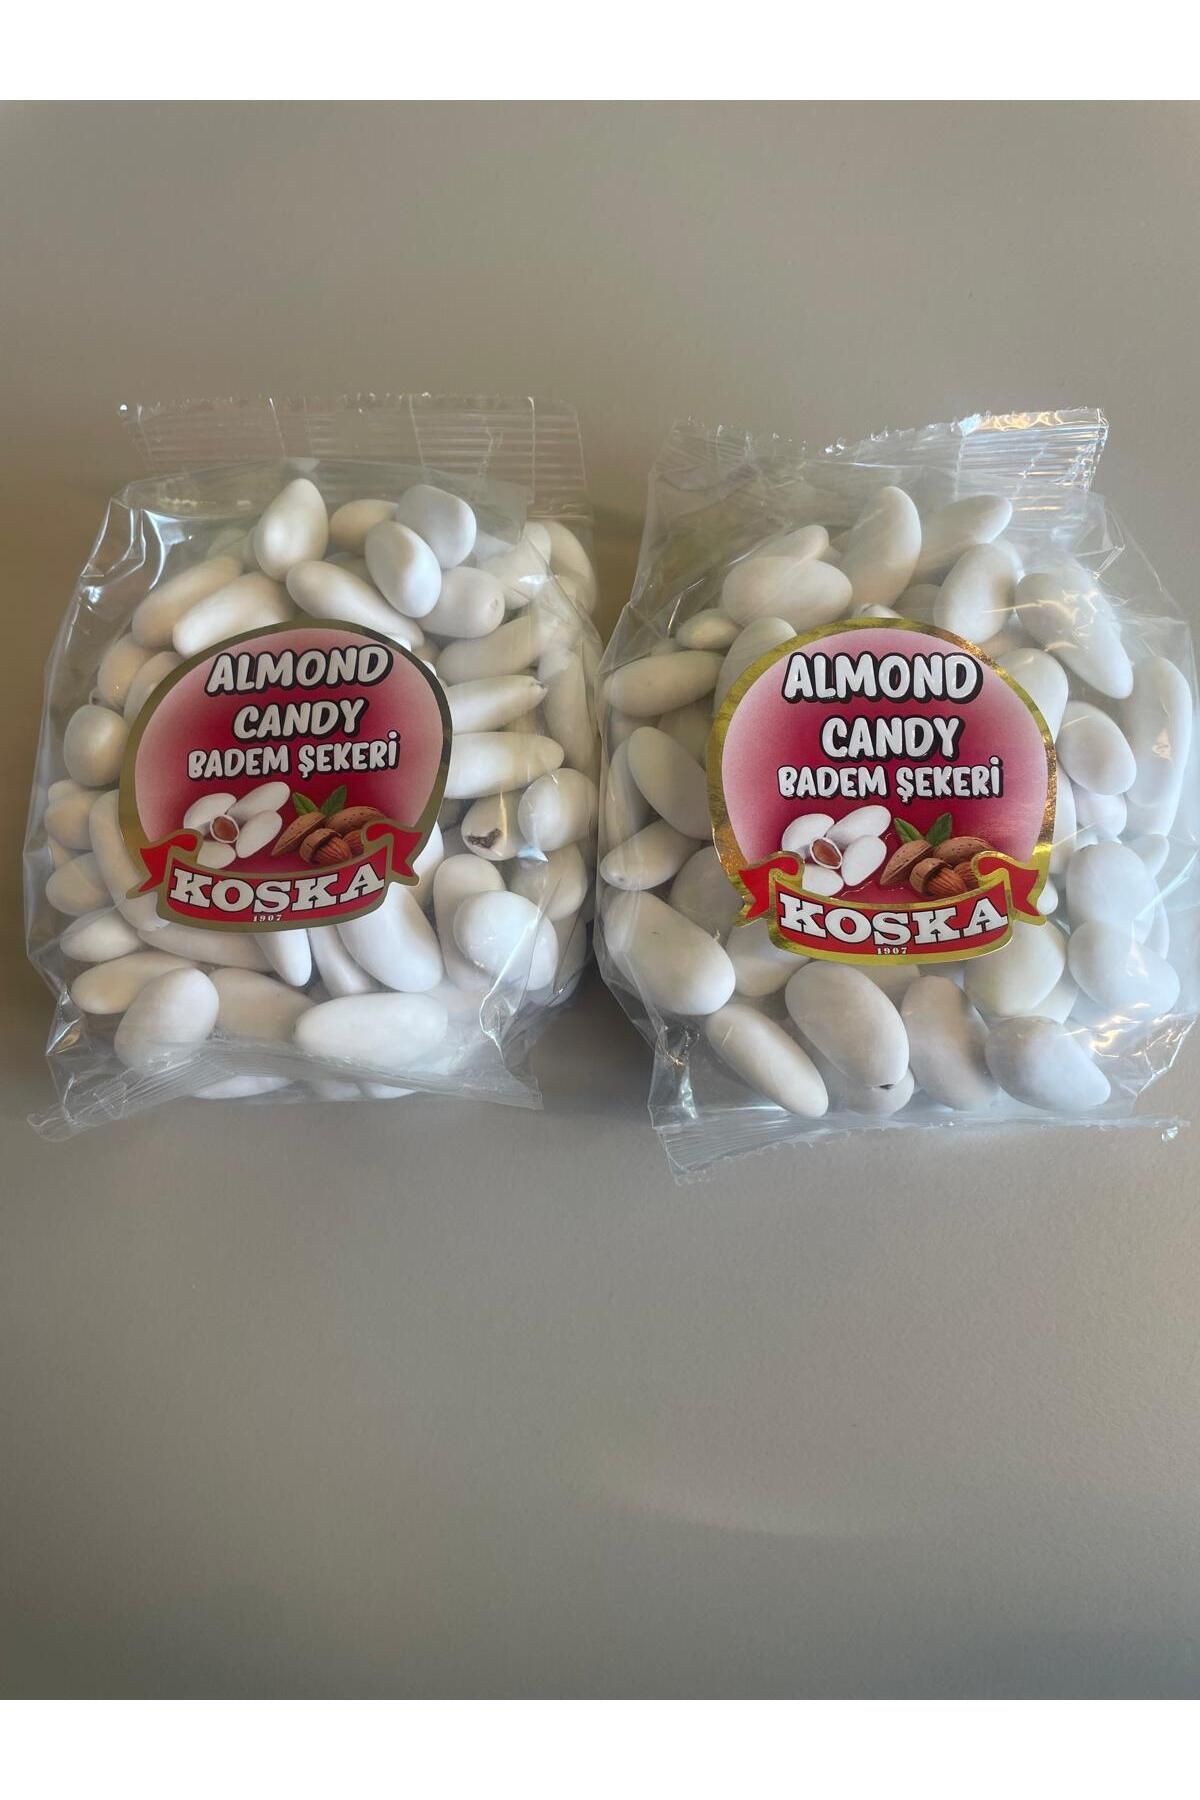 ALMOND
CANDY
BADEM ŞEKERİ
KOSKA
1907
ALMOND
CANDY
BADEM ŞEKERİ
KOSKA
1907